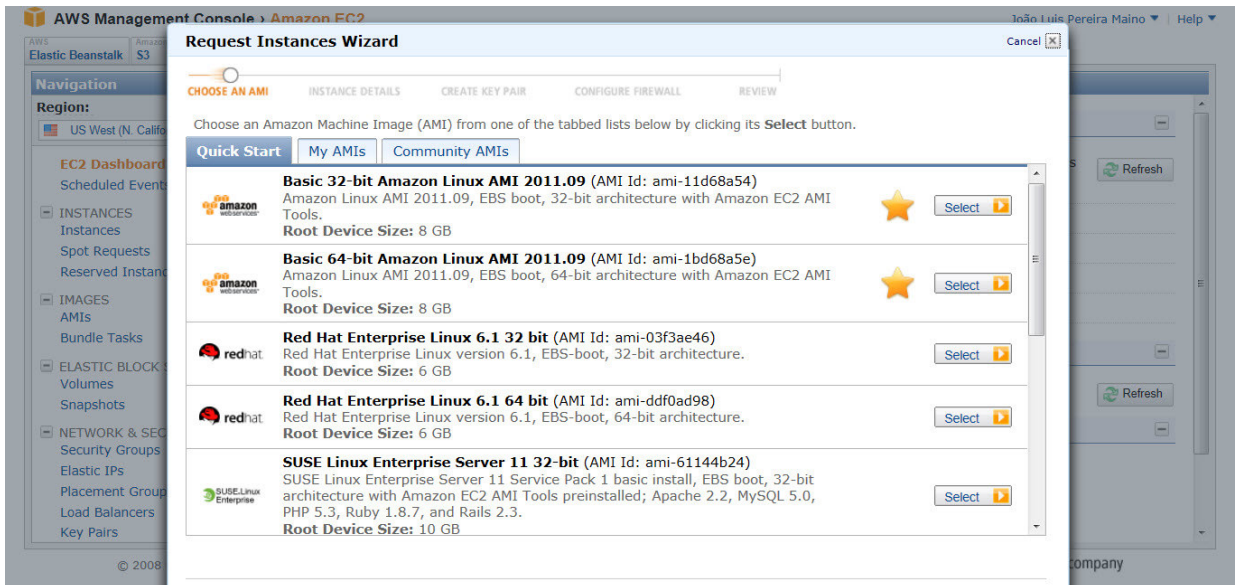 AWS Management Console › Amazon EC2
João Luis Pereira Maino
Help
AWS
Elastic Beanstalk
Amazon
S3
Navigation
Region:
US West (N. Califo
EC2 Dashboard
Scheduled Events
INSTANCES
Instances
Spot Requests
Reserved Instanc
IMAGES
AMIs
Bundle Tasks
ELASTIC BLOCK S
Volumes
Snapshots
NETWORK & SEC
Security Groups
Elastic IPs
Placement Group
Load Balancers
Key Pairs
© 2008
Request Instances Wizard
Cancel
CHOOSE AN AMI
INSTANCE DETAILS
CREATE KEY PAIR
CONFIGURE FIREWALL
REVIEW
Choose an Amazon Machine Image (AMI) from one of the tabbed lists below by clicking its Select button.
Quick Start
My AMIs
Community AMIs
amazon
webservices
Basic 32-bit Amazon Linux AMI 2011.09 (AMI Id: ami-11d68a54)
Amazon Linux AMI 2011.09, EBS boot, 32-bit architecture with Amazon EC2 AMI
Tools.
Root Device Size: 8 GB
Select
amazon
webservices
Basic 64-bit Amazon Linux AMI 2011.09 (AMI Id: ami-1bd68a5e)
Amazon Linux AMI 2011.09, EBS boot, 64-bit architecture with Amazon EC2 AMI
Tools.
Root Device Size: 8 GB
Select
redhat
Red Hat Enterprise Linux 6.1 32 bit (AMI Id: ami-03f3ae46)
Red Hat Enterprise Linux version 6.1, EBS-boot, 32-bit architecture.
Root Device Size: 6 GB
Select
redhat
Red Hat Enterprise Linux 6.1 64 bit (AMI Id: ami-ddf0ad98)
Red Hat Enterprise Linux version 6.1, EBS-boot, 64-bit architecture.
Root Device Size: 6 GB
Select
SUSE.Linux
Enterprise
SUSE Linux Enterprise Server 11 32-bit (AMI Id: ami-61144b24)
SUSE Linux Enterprise Server 11 Service Pack 1 basic install, EBS boot, 32-bit
architecture with Amazon EC2 AMI Tools preinstalled; Apache 2.2, MySQL 5.0,
PHP 5.3, Ruby 1.8.7, and Rails 2.3.
Root Device Size: 10 GB
Select
s
Refresh
Refresh
company